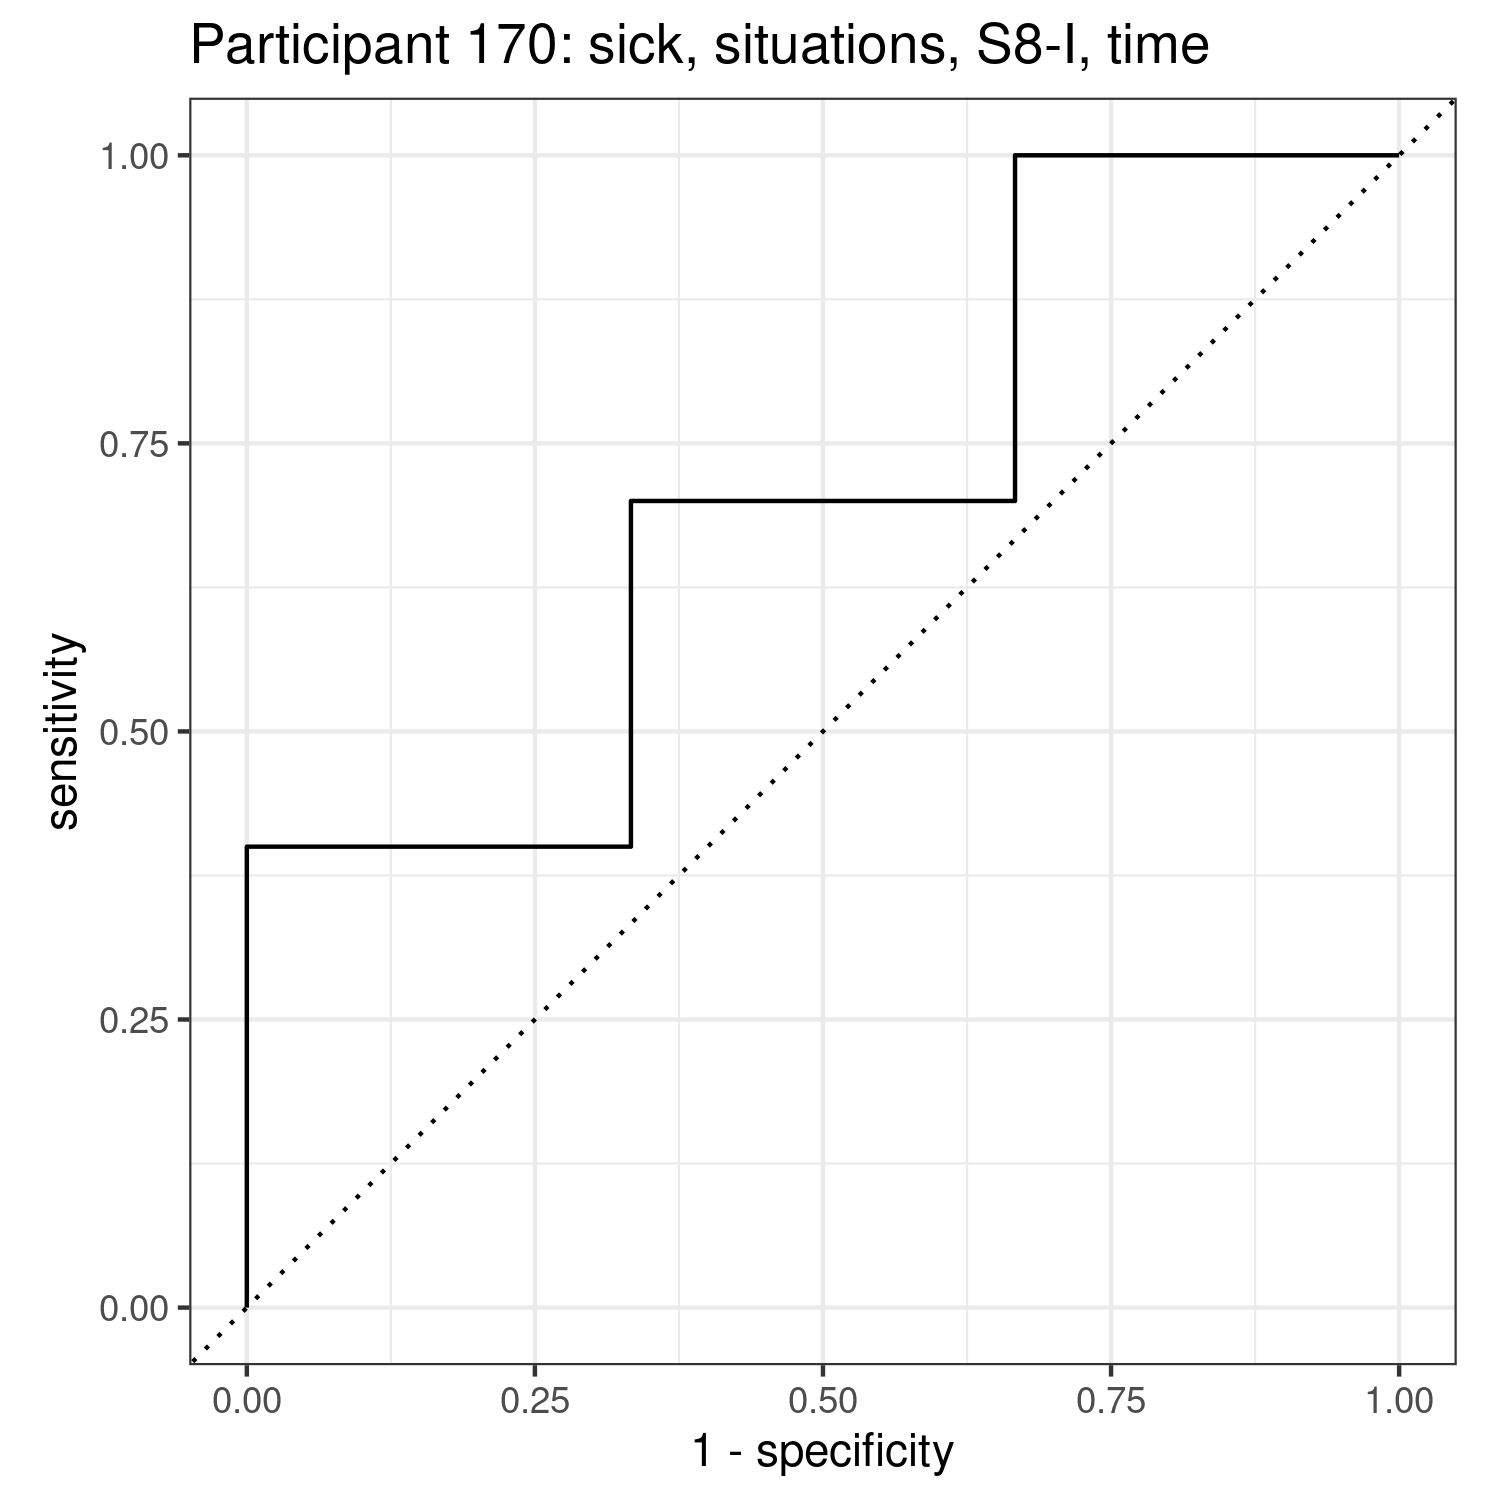 Participant 170: sick, situations, S8-I, time
1.00
0.75
0.50
0.25
0.00
sensitivity
0.00 0.25 0.50 0.75 1.00
1 - specificity